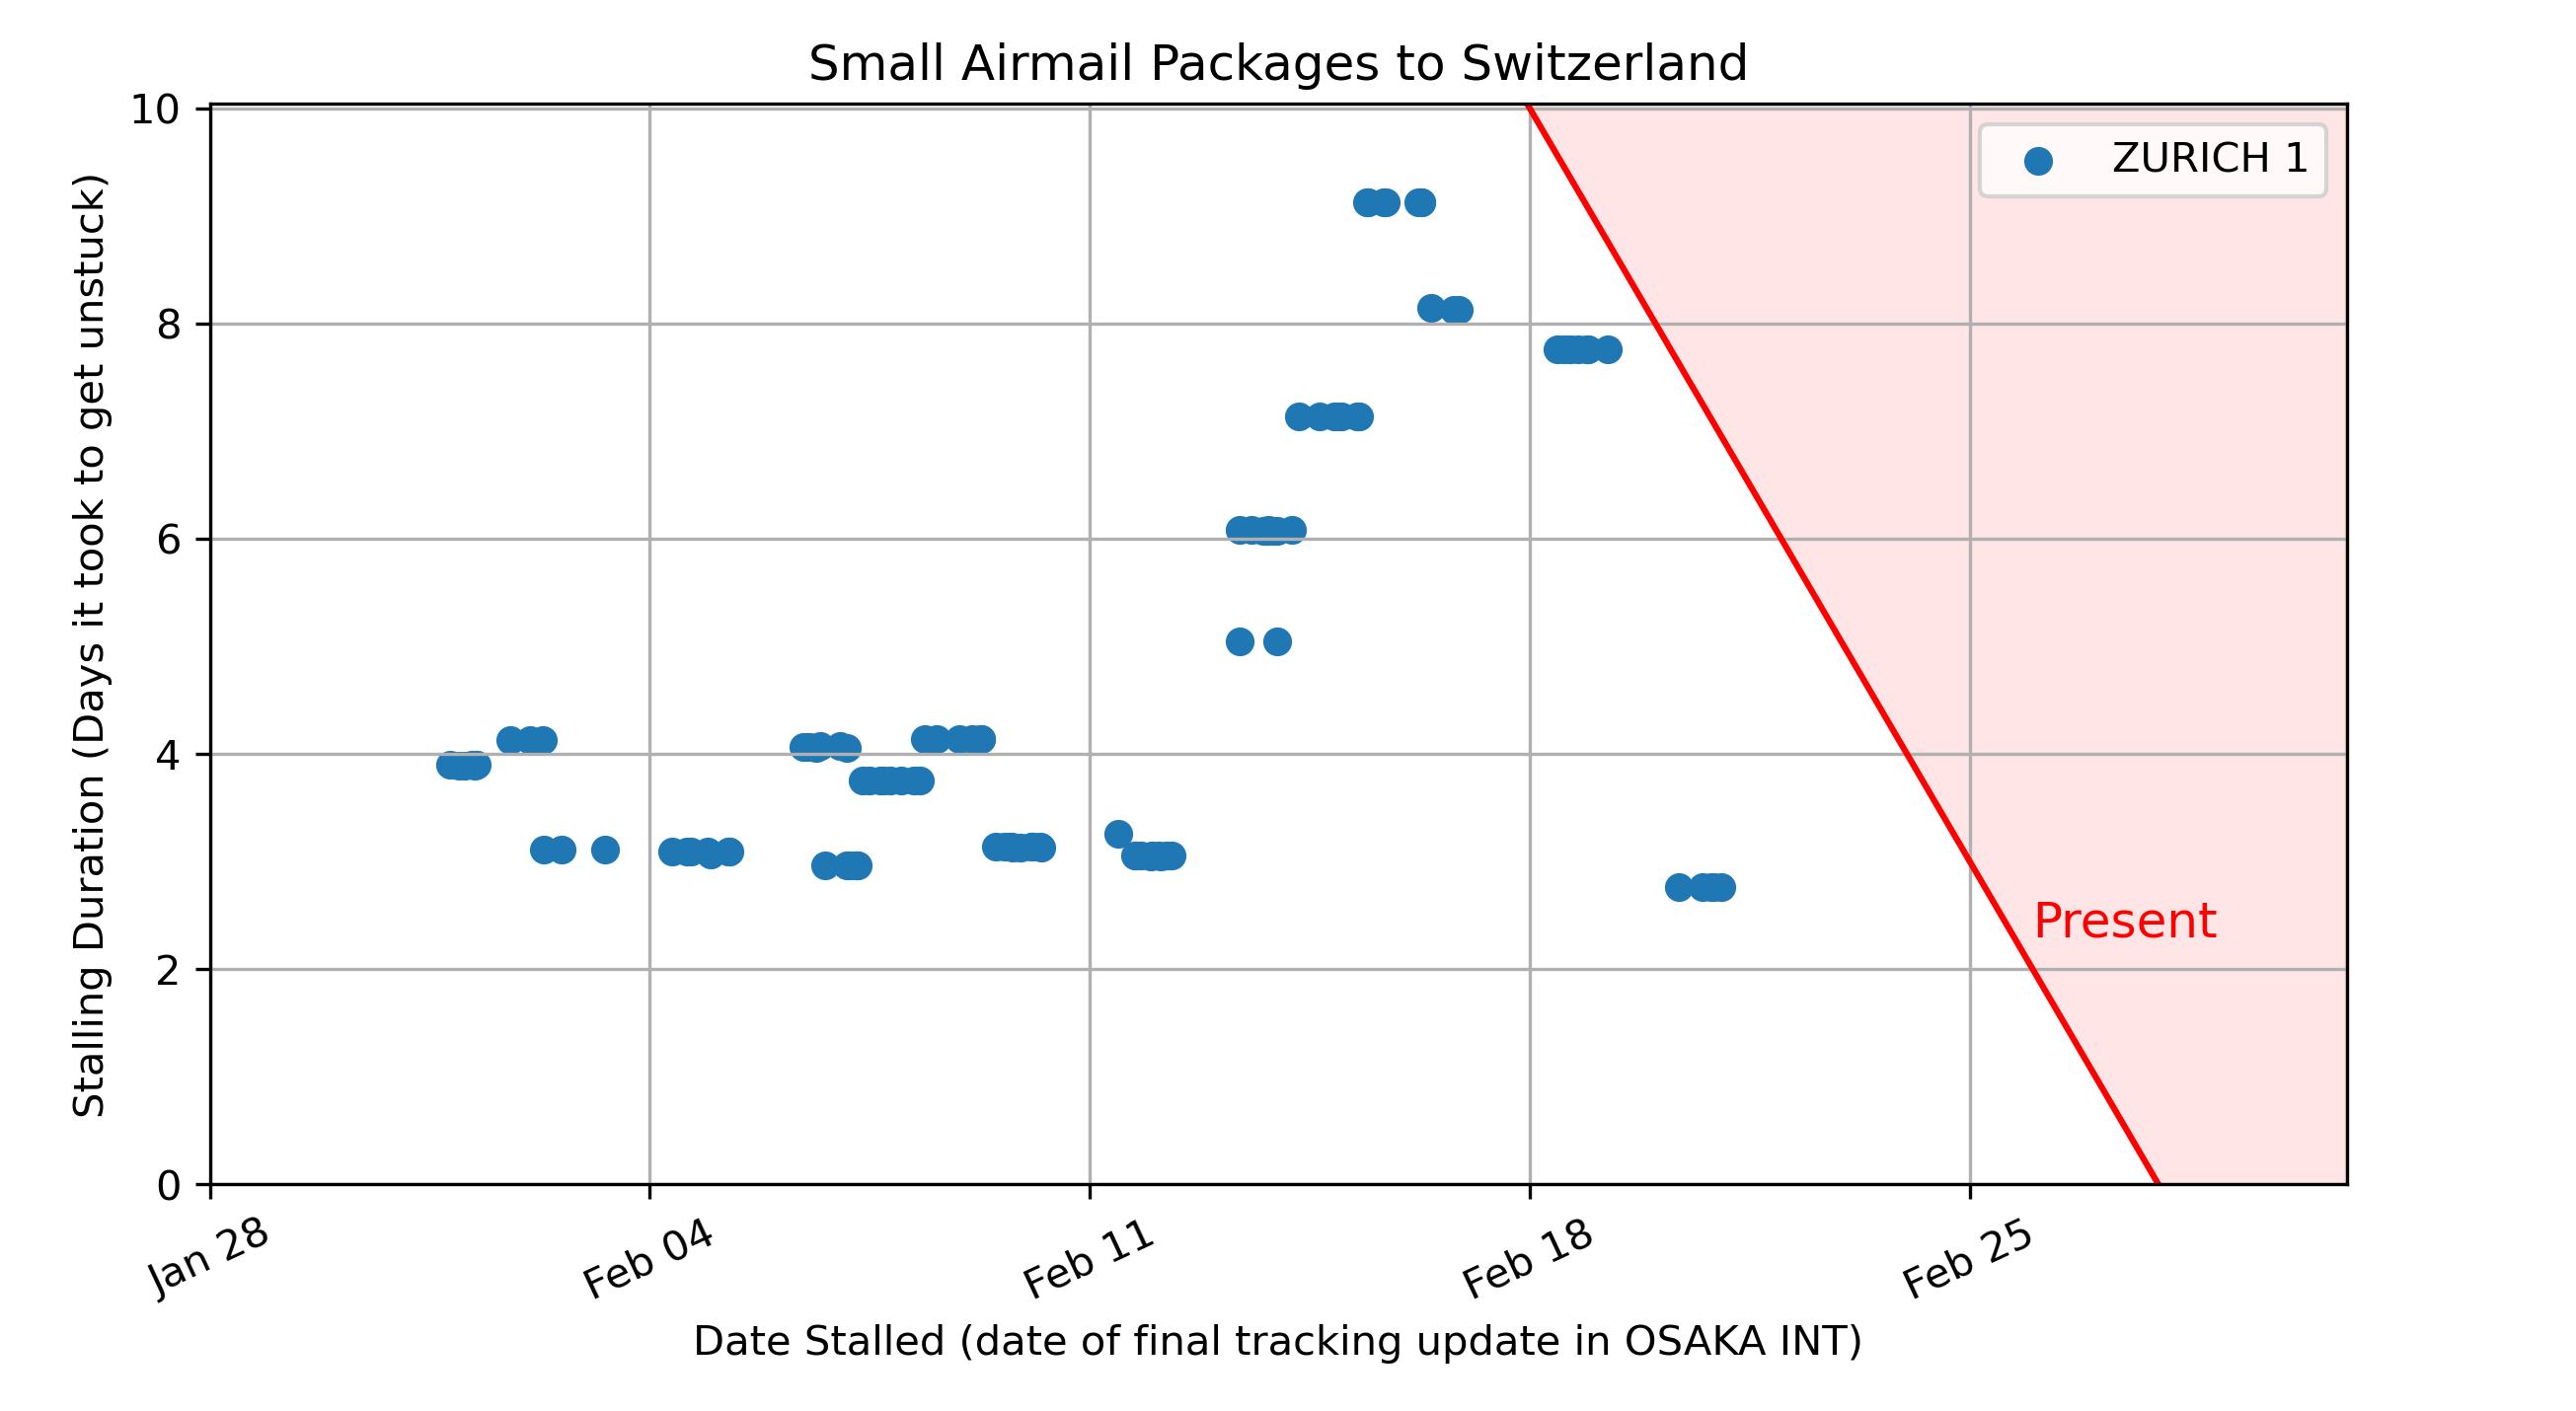 Small Airmail Packages to Switzerland
Stalling Duration (Days it took to get unstuck)
10
8
6
4
2
0
ZURICH 1
Present
Jan 28
Feb 04
Feb 11
Feb 18
Feb 25
Date Stalled (date of final tracking update in OSAKA INT)